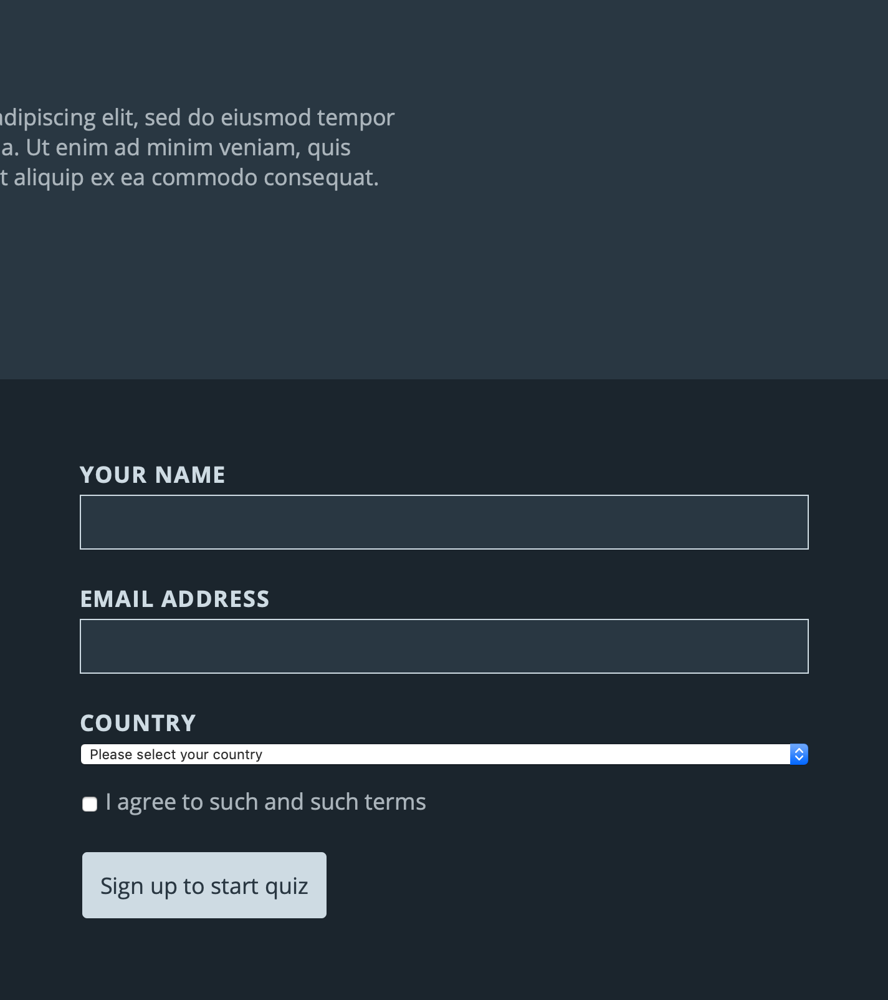 adipiscing elit, sed do eiusmod tempor
a. Ut enim ad minim veniam, quis
t aliquip ex ea commodo consequat.
YOUR NAME
EMAIL ADDRESS
COUNTRY
Please select your country
I agree to such and such terms
Sign up to start quiz